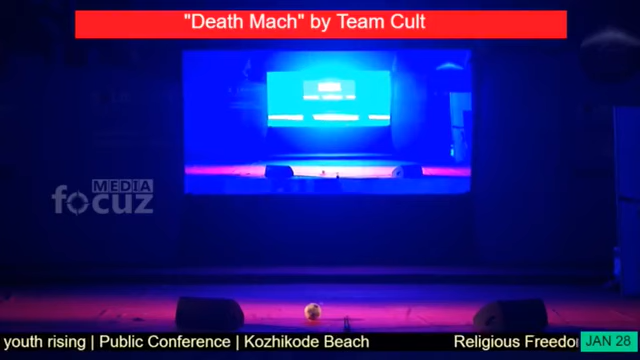 "Death Mach" by Team Cult
MEDIA
focuz
youth rising | Public Conference | Kozhikode Beach
Religious Freedo
JAN 28